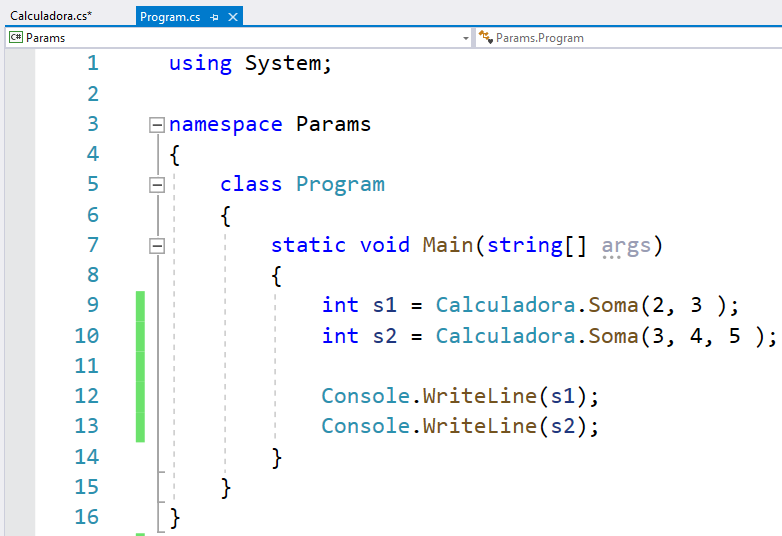 Calculadora.cs*
Program.cs
C# Params
Params.Program
1 using System;
2
3 namespace Params
4 {
5 class Program
6 {
7 static void Main(string[] args)
8 {
9 int s1 = Calculadora.Soma(2, 3 );
10 int s2 = Calculadora.Soma(3, 4, 5 );
11
12 Console.WriteLine(s1);
13 Console.WriteLine(s2);
14 }
15 }
16 }